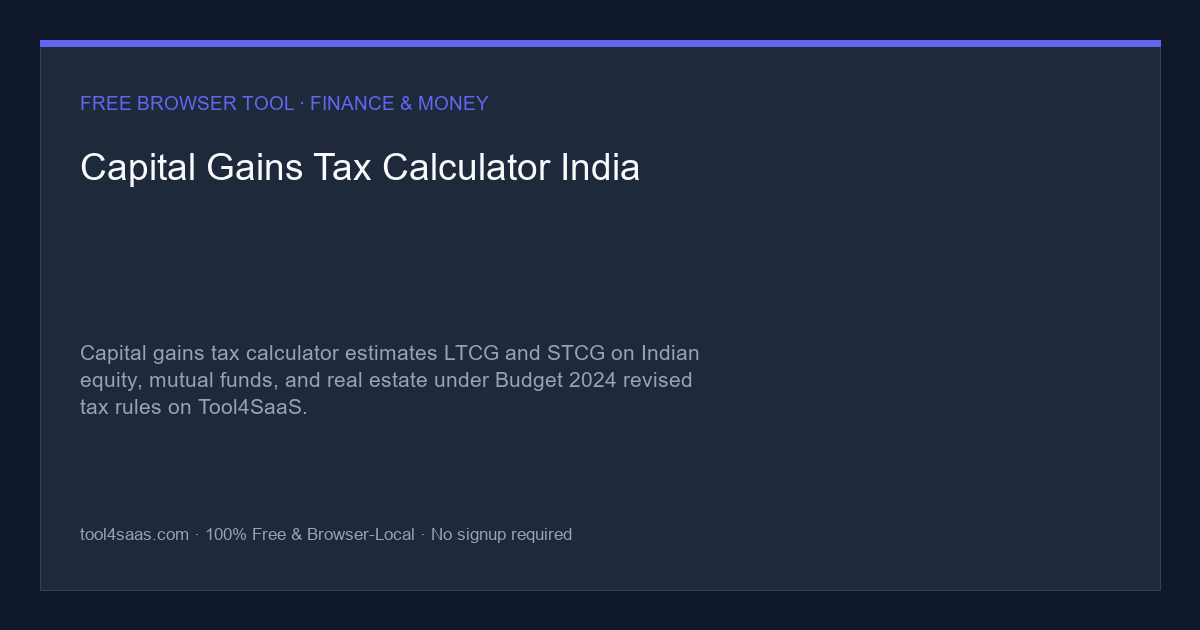 FREE BROWSER TOOL · FINANCE & MONEY
Capital Gains Tax Calculator India
Capital gains tax calculator estimates LTCG and STCG on Indian
equity, mutual funds, and real estate under Budget 2024 revised
tax rules on Tool4SaaS.
tool4saas.com · 100% Free & Browser-Local · No signup required